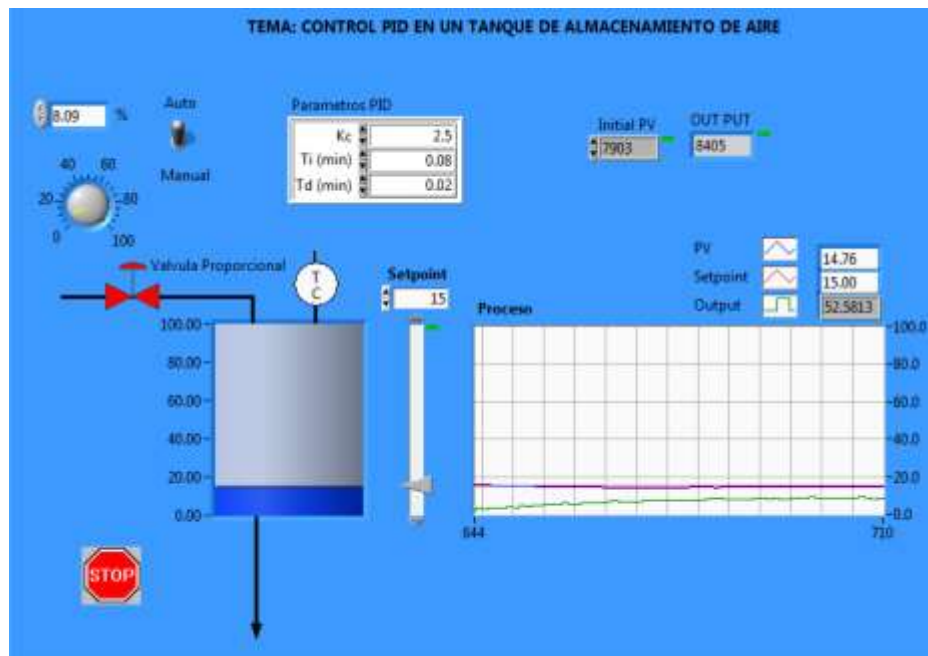 TEMA: CONTROL PID EN UN TANQUE DE ALMACENAMIENTO DE AIRE
8.09 %
Auto
Manual
Parametros PID
Kc 2.5
Ti (min) 0.08
Td (min) 0.02
Initial PV
7903
OUT PUT
8405
0 20 40 60 80 100
Valvula Proporcional
T
C
Setpoint
15
PV 14.76
Setpoint 15.00
Output 52.5813
Proceso
100.00
80.00
60.00
40.00
20.00
0.00
100.0
80.0
60.0
40.0
20.0
0.0
644
710
STOP